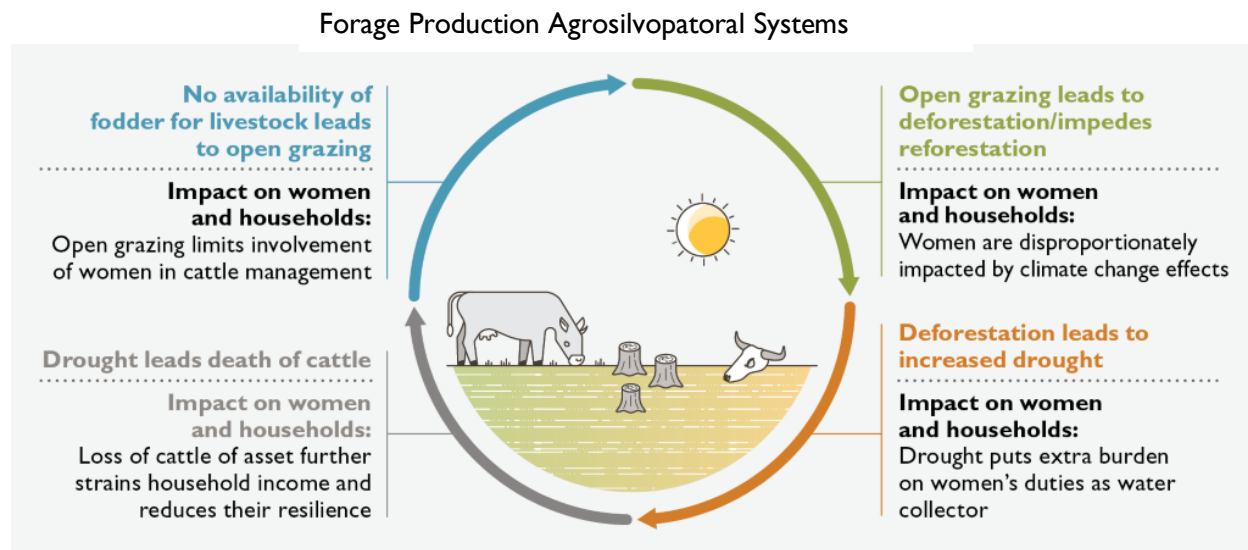 Forage Production Agrosilvopatoral Systems
No availability of
fodder for livestock leads
to open grazing
Impact on women
and households:
Open grazing limits involvement
of women in cattle management
Open grazing leads to
deforestation/impedes
reforestation
Impact on women
and households:
Women are disproportionately
impacted by climate change effects
Deforestation leads to
increased drought
Impact on women
and households:
Drought puts extra burden
on women’s duties as water
collector
Drought leads death of cattle
Impact on women
and households:
Loss of cattle of asset further
strains household income and
reduces their resilience